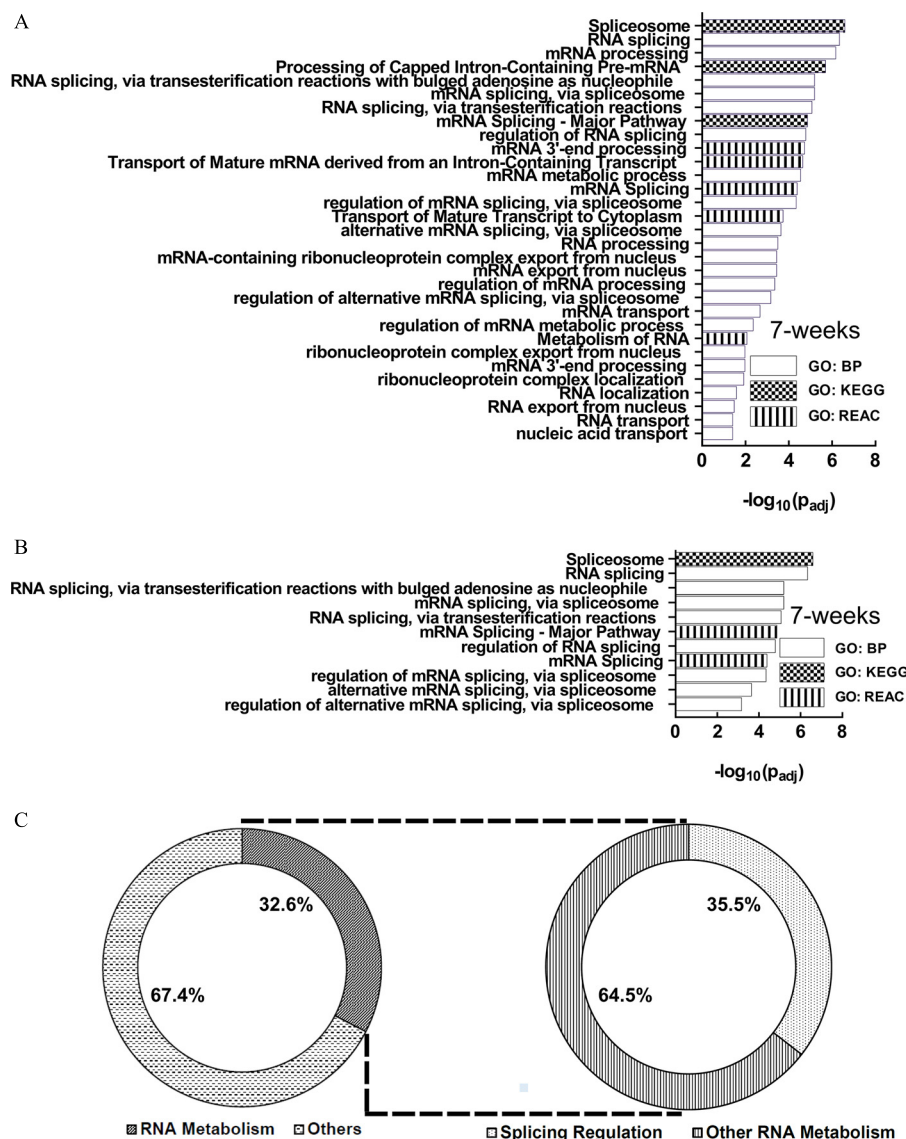 A
Spliceosome
RNA splicing
mRNA processing
Processing of Capped Intron-Containing Pre-mRNA
RNA splicing, via transesterification reactions with bulged adenosine as nucleophile
mRNA splicing, via spliceosome
RNA splicing, via transesterification reactions
mRNA Splicing - Major Pathway
regulation of RNA splicing
mRNA 3'-end processing
Transport of Mature mRNA derived from an Intron-Containing Transcript
mRNA metabolic process
mRNA Splicing
regulation of mRNA splicing, via spliceosome
Transport of Mature Transcript to Cytoplasm
alternative mRNA splicing, via spliceosome
RNA processing
mRNA-containing ribonucleoprotein complex export from nucleus
mRNA export from nucleus
regulation of mRNA processing
regulation of alternative mRNA splicing, via spliceosome
mRNA transport
regulation of mRNA metabolic process
Metabolism of RNA
ribonucleoprotein complex export from nucleus
mRNA 3'-end processing
ribonucleoprotein complex localization
RNA localization
RNA export from nucleus
RNA transport
nucleic acid transport
7-weeks
GO: BP
GO: KEGG
GO: REAC
0 2 4 6 8
-log10(padj)
B
Spliceosome
RNA splicing
RNA splicing, via transesterification reactions with bulged adenosine as nucleophile
mRNA splicing, via spliceosome
RNA splicing, via transesterification reactions
mRNA Splicing - Major Pathway
regulation of RNA splicing
mRNA Splicing
regulation of mRNA splicing, via spliceosome
alternative mRNA splicing, via spliceosome
regulation of alternative mRNA splicing, via spliceosome
7-weeks
GO: BP
GO: KEGG
GO: REAC
0 2 4 6 8
-log10(padj)
C
32.6%
67.4%
35.5%
64.5%
RNA Metabolism Others
Splicing Regulation Other RNA Metabolism